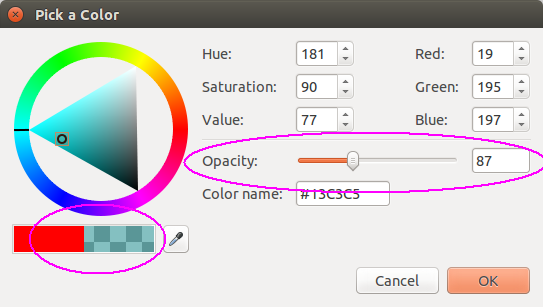 Pick a Color
Hue: 181 Red: 19
Saturation: 90 Green: 195
Value: 77 Blue: 197
Opacity: 87
Color name: #13C3C5
Cancel OK